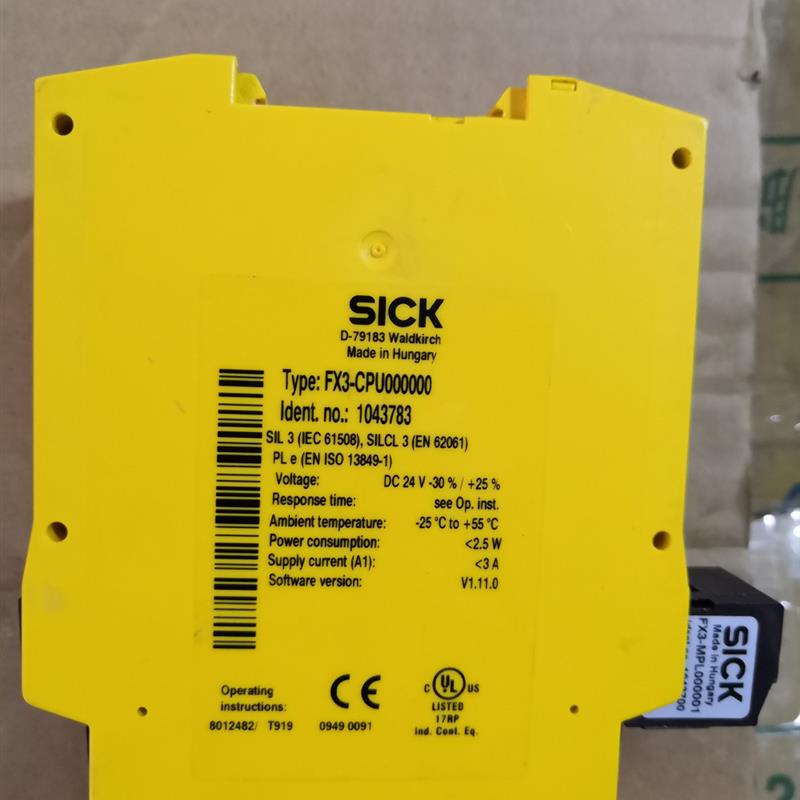 SICK
D-79183 Waldkirch
Made in Hungary
Type: FX3-CPU000000
Ident. no.: 1043783
SIL 3 (IEC 61508), SILCL 3 (EN 62061)
PL e (EN ISO 13849-1)
Voltage: DC 24 V -30 % / +25 %
Response time: see Op. inst.
Ambient temperature: -25 °C to +55 °C
Power consumption: <2.5 W
Supply current (A1): <3 A
Software version: V1.11.0
Operating
instructions:
8012482/ T919 0949 0091
CE
C UL US
LISTED
17RP
Ind. Cont. Eq.
SICK
Made in Hungary
FX3-MPL000001
2